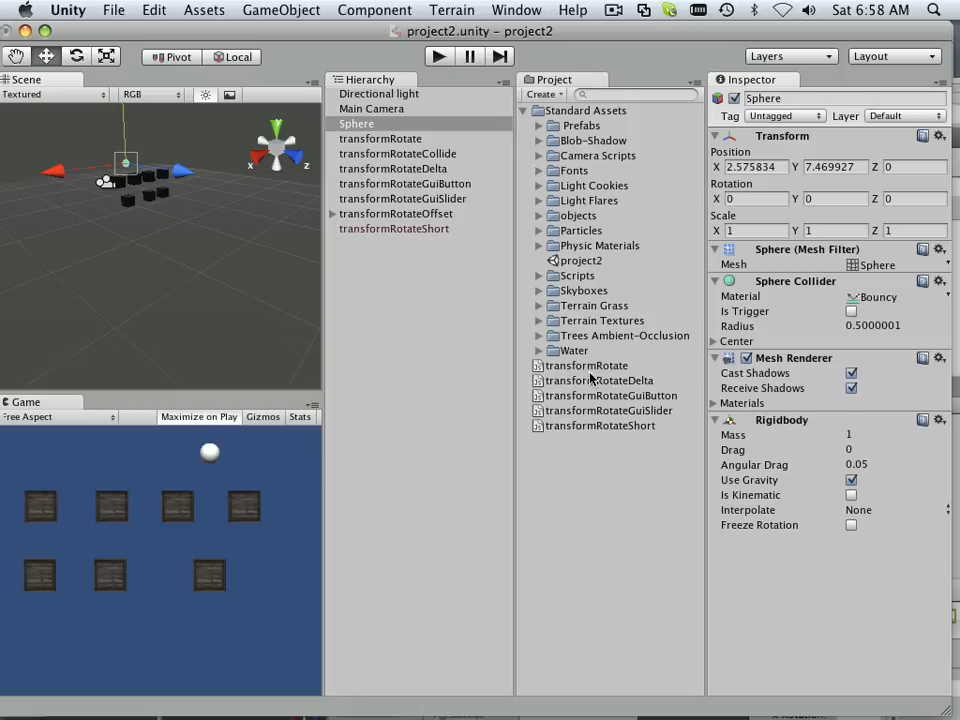 Unity File Edit Assets GameObject Component Terrain Window Help Sat 6:58 AM
project2.unity – project2
Pivot Local Layers Layout
Scene
Textured RGB
x z
Game
Free Aspect Maximize on Play Gizmos Stats
Hierarchy
Directional light
Main Camera
Sphere
transformRotate
transformRotateCollide
transformRotateDelta
transformRotateGuiButton
transformRotateGuiSlider
transformRotateOffset
transformRotateShort
Project
Create
Standard Assets
Prefabs
Blob-Shadow
Camera Scripts
Fonts
Light Cookies
Light Flares
objects
Particles
Physic Materials
project2
Scripts
Skyboxes
Terrain Grass
Terrain Textures
Trees Ambient-Occlusion
Water
transformRotate
transformRotateDelta
transformRotateGuiButton
transformRotateGuiSlider
transformRotateShort
Inspector
Sphere
Tag Untagged Layer Default
Transform
Position
X 2.575834 Y 7.469927 Z 0
Rotation
X 0 Y 0 Z 0
Scale
X 1 Y 1 Z 1
Sphere (Mesh Filter)
Mesh Sphere
Sphere Collider
Material Bouncy
Is Trigger
Radius 0.5000001
Center
Mesh Renderer
Cast Shadows
Receive Shadows
Materials
Rigidbody
Mass 1
Drag 0
Angular Drag 0.05
Use Gravity
Is Kinematic
Interpolate None
Freeze Rotation